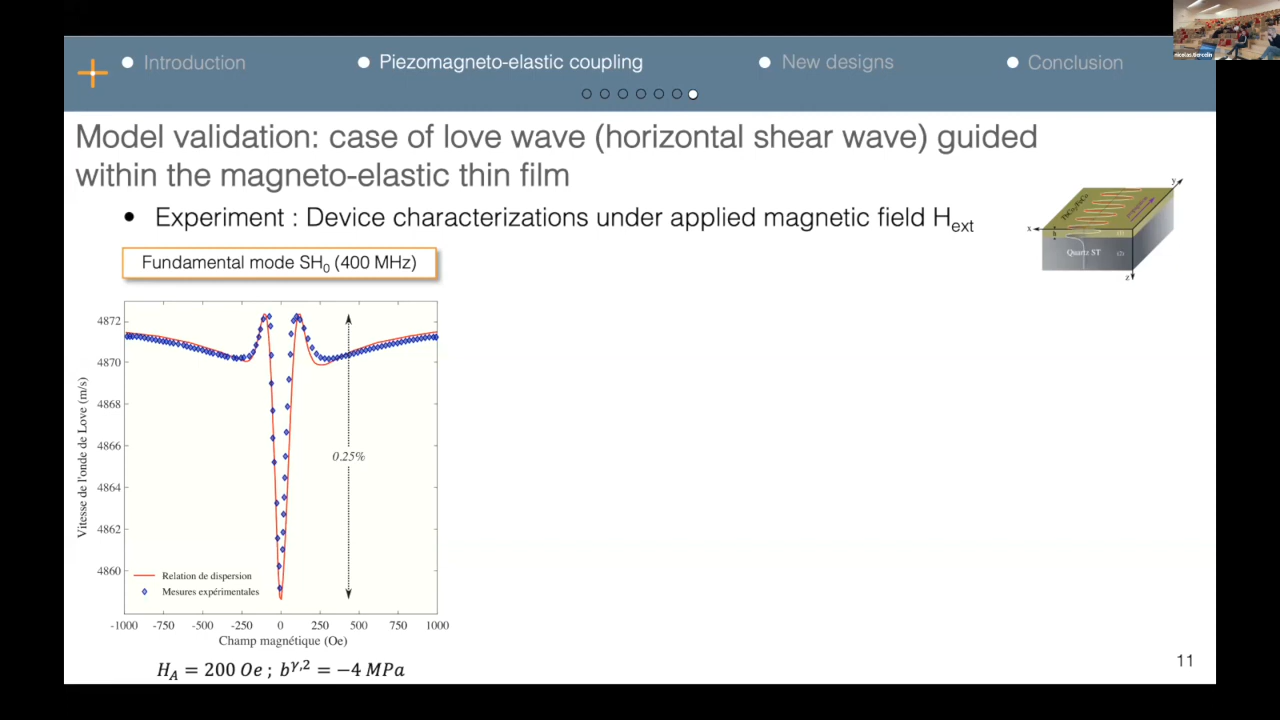 Introduction
Piezomagneto-elastic coupling
New designs
Conclusion
Model validation: case of love wave (horizontal shear wave) guided
within the magneto-elastic thin film
• Experiment : Device characterizations under applied magnetic field Hext
Fundamental mode SH0 (400 MHz)
4872
4870
4868
4866
4864
4862
4860
Vitesse de l'onde de Love (m/s)
0.25%
Relation de dispersion
Mesures expérimentales
-1000 -750 -500 -250 0 250 500 750 1000
Champ magnétique (Oe)
HA = 200 Oe ; bγ,2 = −4 MPa
y
x
z
Quartz ST
(2)
11